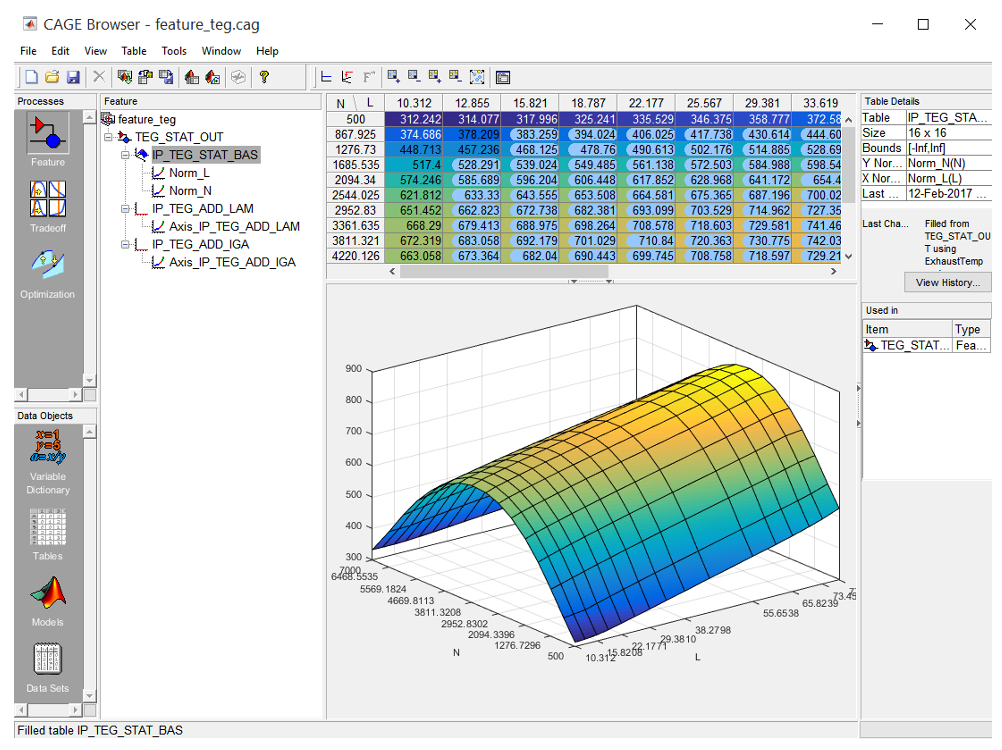 CAGE Browser - feature_teg.cag
File Edit View Table Tools Window Help
Processes
Feature
Tradeoff
Optimization
Data Objects
Variable
Dictionary
Tables
Models
Data Sets
Feature
feature_teg
TEG_STAT_OUT
IP_TEG_STAT_BAS
Norm_L
Norm_N
IP_TEG_ADD_LAM
Axis_IP_TEG_ADD_LAM
IP_TEG_ADD_IGA
Axis_IP_TEG_ADD_IGA
N \ L 10.312 12.855 15.821 18.787 22.177 25.567 29.381 33.619
500 312.242 314.077 317.996 325.241 335.529 346.375 358.777 372.58
867.925 374.686 378.209 383.259 394.024 406.025 417.738 430.614 444.60
1276.73 448.713 457.236 468.125 478.76 490.613 502.176 514.885 528.69
1685.535 517.4 528.291 539.024 549.485 561.138 572.503 584.988 598.54
2094.34 574.246 585.689 596.204 606.448 617.852 628.968 641.172 654.4
2544.025 621.812 633.33 643.555 653.508 664.581 675.365 687.196 700.02
2952.83 651.452 662.823 672.738 682.381 693.099 703.529 714.962 727.35
3361.635 668.29 679.413 688.975 698.264 708.578 718.603 729.581 741.46
3811.321 672.319 683.058 692.179 701.029 710.84 720.363 730.775 742.03
4220.126 663.058 673.364 682.04 690.443 699.745 708.758 718.597 729.21
900
800
700
600
500
400
300
7000
6468.5535
5569.1824
4669.8113
3811.3208
2952.8302
2094.3396
1276.7296
500
N
10.312
15.8208
22.1771
29.3810
38.2798
55.6538
65.8239
73.45
L
Table Details
Table IP_TEG_STA...
Size 16 x 16
Bounds [-Inf,Inf]
Y Nor... Norm_N(N)
X Nor... Norm_L(L)
Last ... 12-Feb-2017 ...
Last Cha... Filled from
TEG_STAT_OU
T using
ExhaustTemp
View History...
Used in
Item Type
TEG_STAT... Fea...
Filled table IP_TEG_STAT_BAS